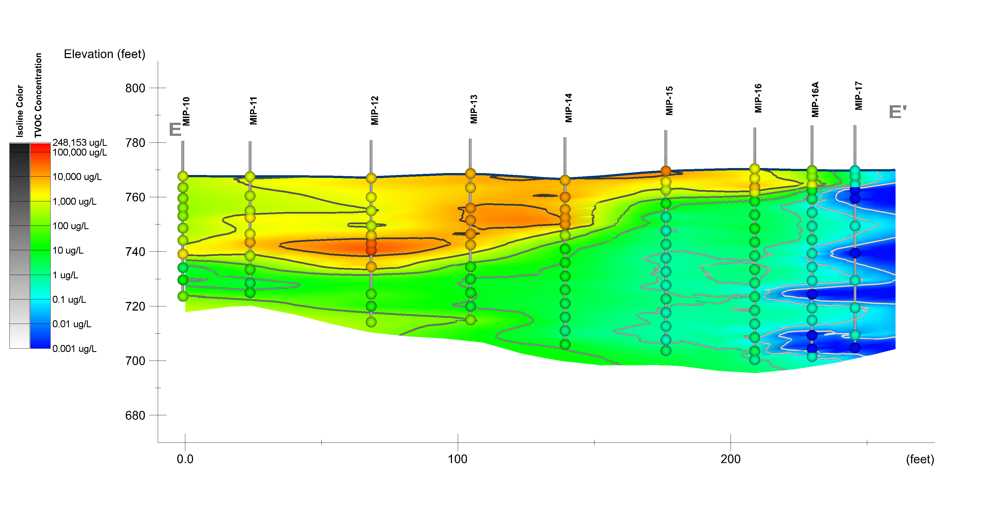 Isoline Color
TVOC Concentration
248,153 ug/L
100,000 ug/L
10,000 ug/L
1,000 ug/L
100 ug/L
10 ug/L
1 ug/L
0.1 ug/L
0.01 ug/L
0.001 ug/L
Elevation (feet)
800
780
760
740
720
700
680
E
MIP-10
MIP-11
MIP-12
MIP-13
MIP-14
MIP-15
MIP-16
MIP-16A
MIP-17
E'
0.0
100
200
(feet)